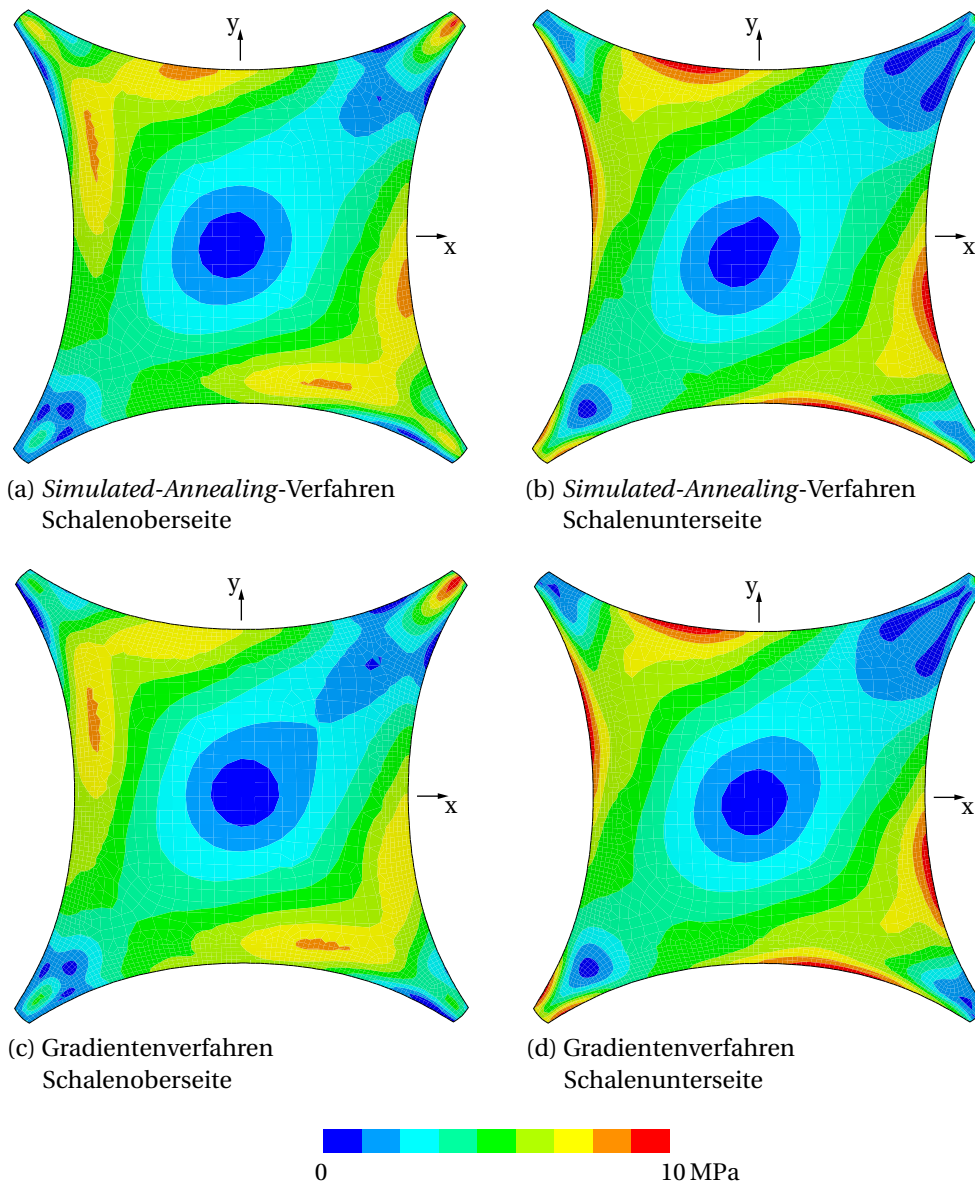 y
y
x
x
(a) Simulated-Annealing-Verfahren
Schalenoberseite
(b) Simulated-Annealing-Verfahren
Schalenunterseite
y
y
x
x
(c) Gradientenverfahren
Schalenoberseite
(d) Gradientenverfahren
Schalenunterseite
0
10 MPa